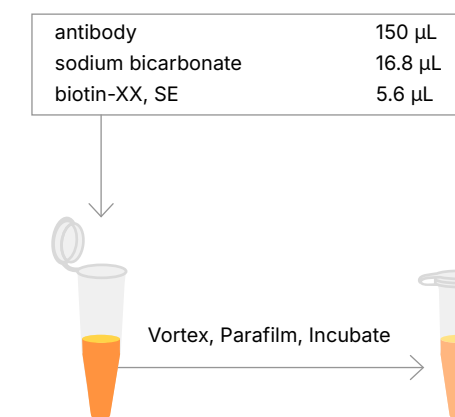 antibody 150 µL
sodium bicarbonate 16.8 µL
biotin-XX, SE 5.6 µL
Vortex, Parafilm, Incubate